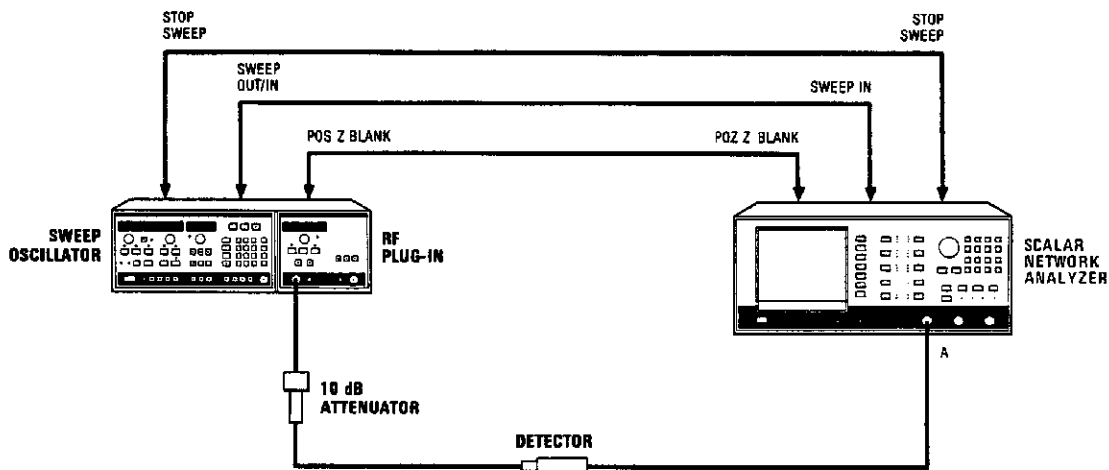 STOP
SWEEP
STOP
SWEEP
SWEEP
OUT/IN
SWEEP IN
POS Z BLANK
POZ Z BLANK
SWEEP
OSCILLATOR
RF
PLUG-IN
SCALAR
NETWORK
ANALYZER
A
10 dB
ATTENUATOR
DETECTOR